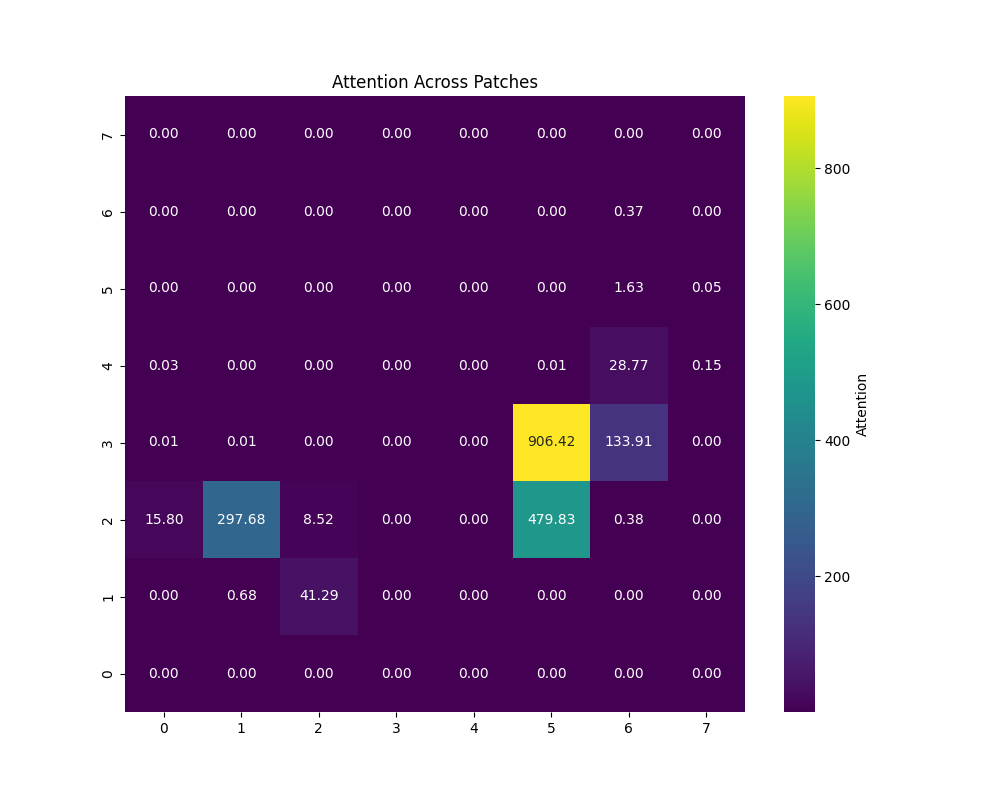 Attention Across Patches
7 0.00 0.00 0.00 0.00 0.00 0.00 0.00 0.00
6 0.00 0.00 0.00 0.00 0.00 0.00 0.37 0.00
5 0.00 0.00 0.00 0.00 0.00 0.00 1.63 0.05
4 0.03 0.00 0.00 0.00 0.00 0.01 28.77 0.15
3 0.01 0.01 0.00 0.00 0.00 906.42 133.91 0.00
2 15.80 297.68 8.52 0.00 0.00 479.83 0.38 0.00
1 0.00 0.68 41.29 0.00 0.00 0.00 0.00 0.00
0 0.00 0.00 0.00 0.00 0.00 0.00 0.00 0.00
0 1 2 3 4 5 6 7
800
600
400
200
Attention